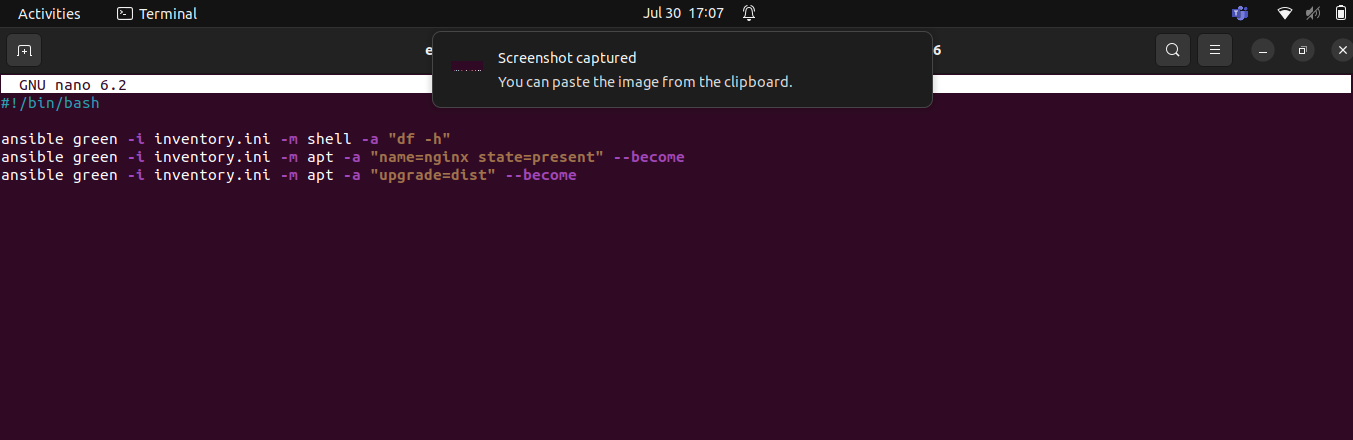 Activities Terminal Jul 30 17:07
e 6
Screenshot captured
You can paste the image from the clipboard.
GNU nano 6.2
#!/bin/bash
ansible green -i inventory.ini -m shell -a "df -h"
ansible green -i inventory.ini -m apt -a "name=nginx state=present" --become
ansible green -i inventory.ini -m apt -a "upgrade=dist" --become